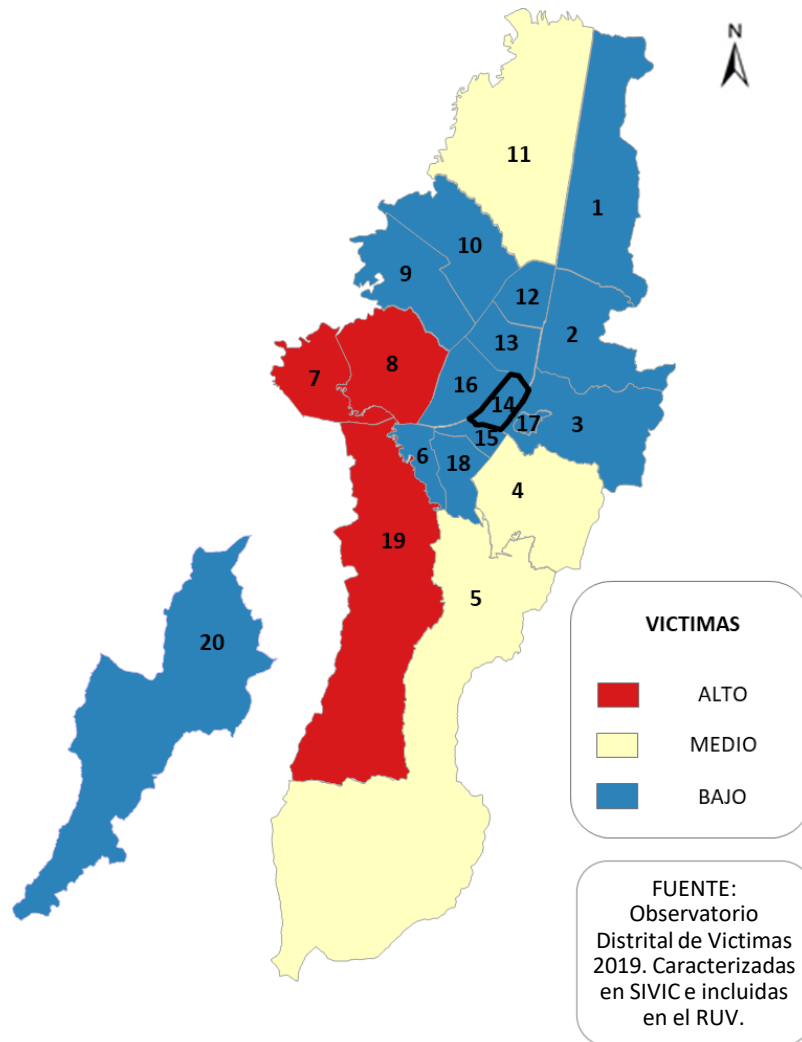 N
11
1
10
9
12
2
13
8
7
16
14
3
17
15
6
18
4
19
5
20
VICTIMAS
ALTO
MEDIO
BAJO
FUENTE:
Observatorio
Distrital de Victimas
2019. Caracterizadas
en SIVIC e incluidas
en el RUV.